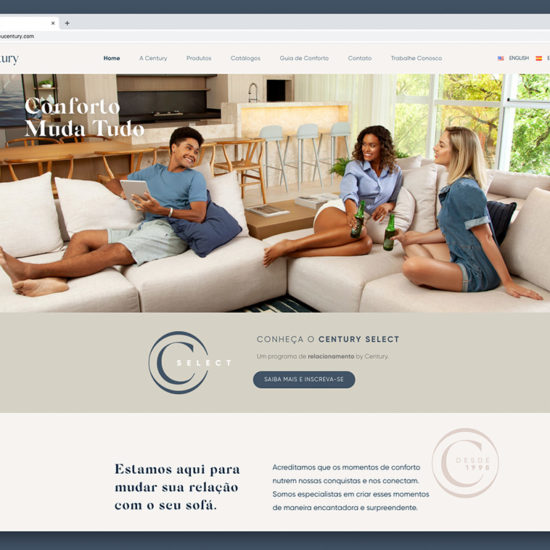 ucentury.com
tury
Home A Century Produtos Catálogos Guia de Conforto Contato Trabalhe Conosco ENGLISH
Conforto
Muda Tudo
SELECT
CONHEÇA O CENTURY SELECT
Um programa de relacionamento by Century.
SAIBA MAIS E INSCREVA-SE
DESDE
1990
Estamos aqui para
mudar sua relação
com o seu sofá.
Acreditamos que os momentos de conforto
nutrem nossas conquistas e nos conectam.
Somos especialistas em criar esses momentos
de maneira encantadora e surpreendente.